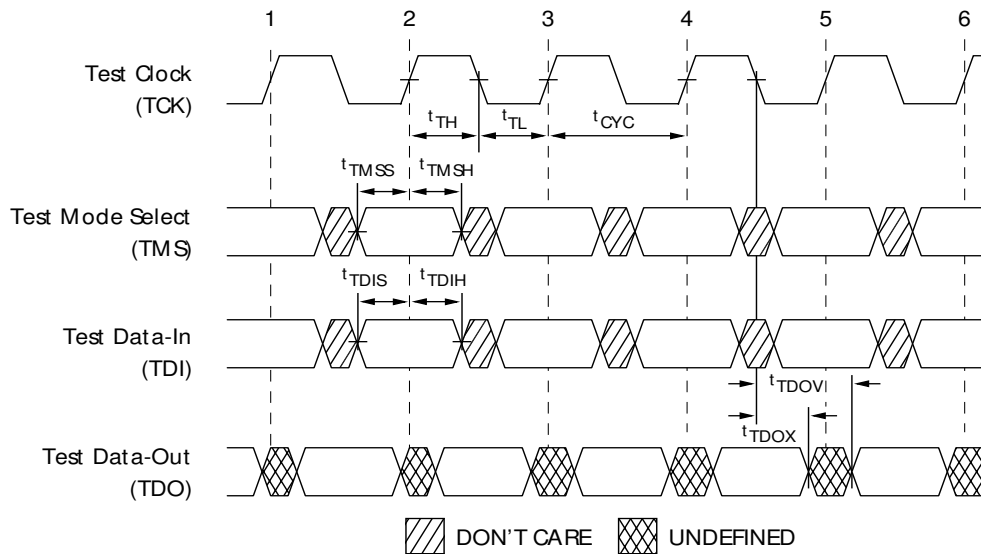 1 2 3 4 5 6
Test Clock
(TCK)
tTH tTL tCYC
tTMSS tTMSH
Test Mode Select
(TMS)
tTDIS tTDIH
Test Data-In
(TDI)
tTDOV
tTDOX
Test Data-Out
(TDO)
DON'T CARE UNDEFINED